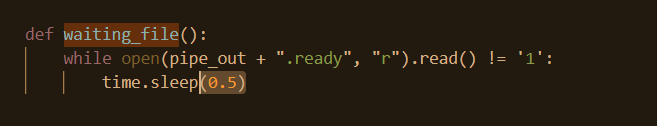 def waiting_file():
while open(pipe_out + ".ready", "r").read() != '1':
time.sleep(0.5)